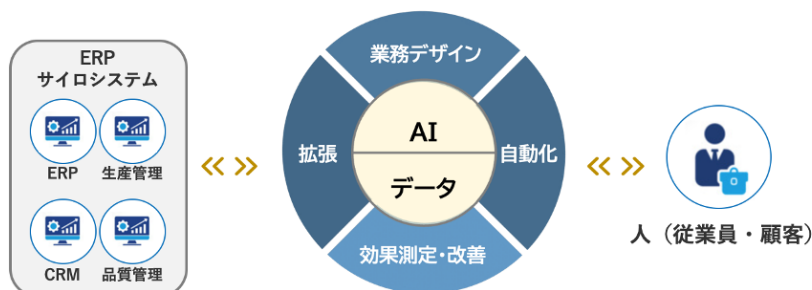 ERP
サイロシステム
ERP
生産管理
CRM
品質管理
業務デザイン
拡張
AI
データ
自動化
効果測定・改善
人（従業員・顧客）